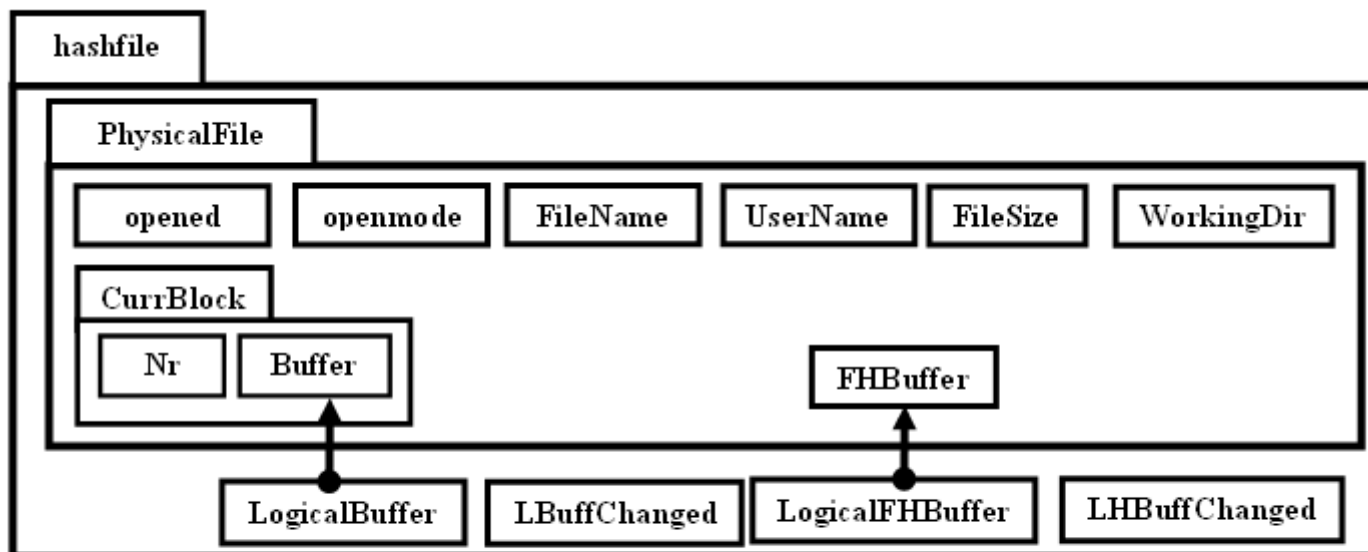 hashfile
PhysicalFile
opened openmode FileName UserName FileSize WorkingDir
CurrBlock
Nr Buffer FHBuffer
LogicalBuffer LBuffChanged LogicalFHBuffer LHBuffChanged